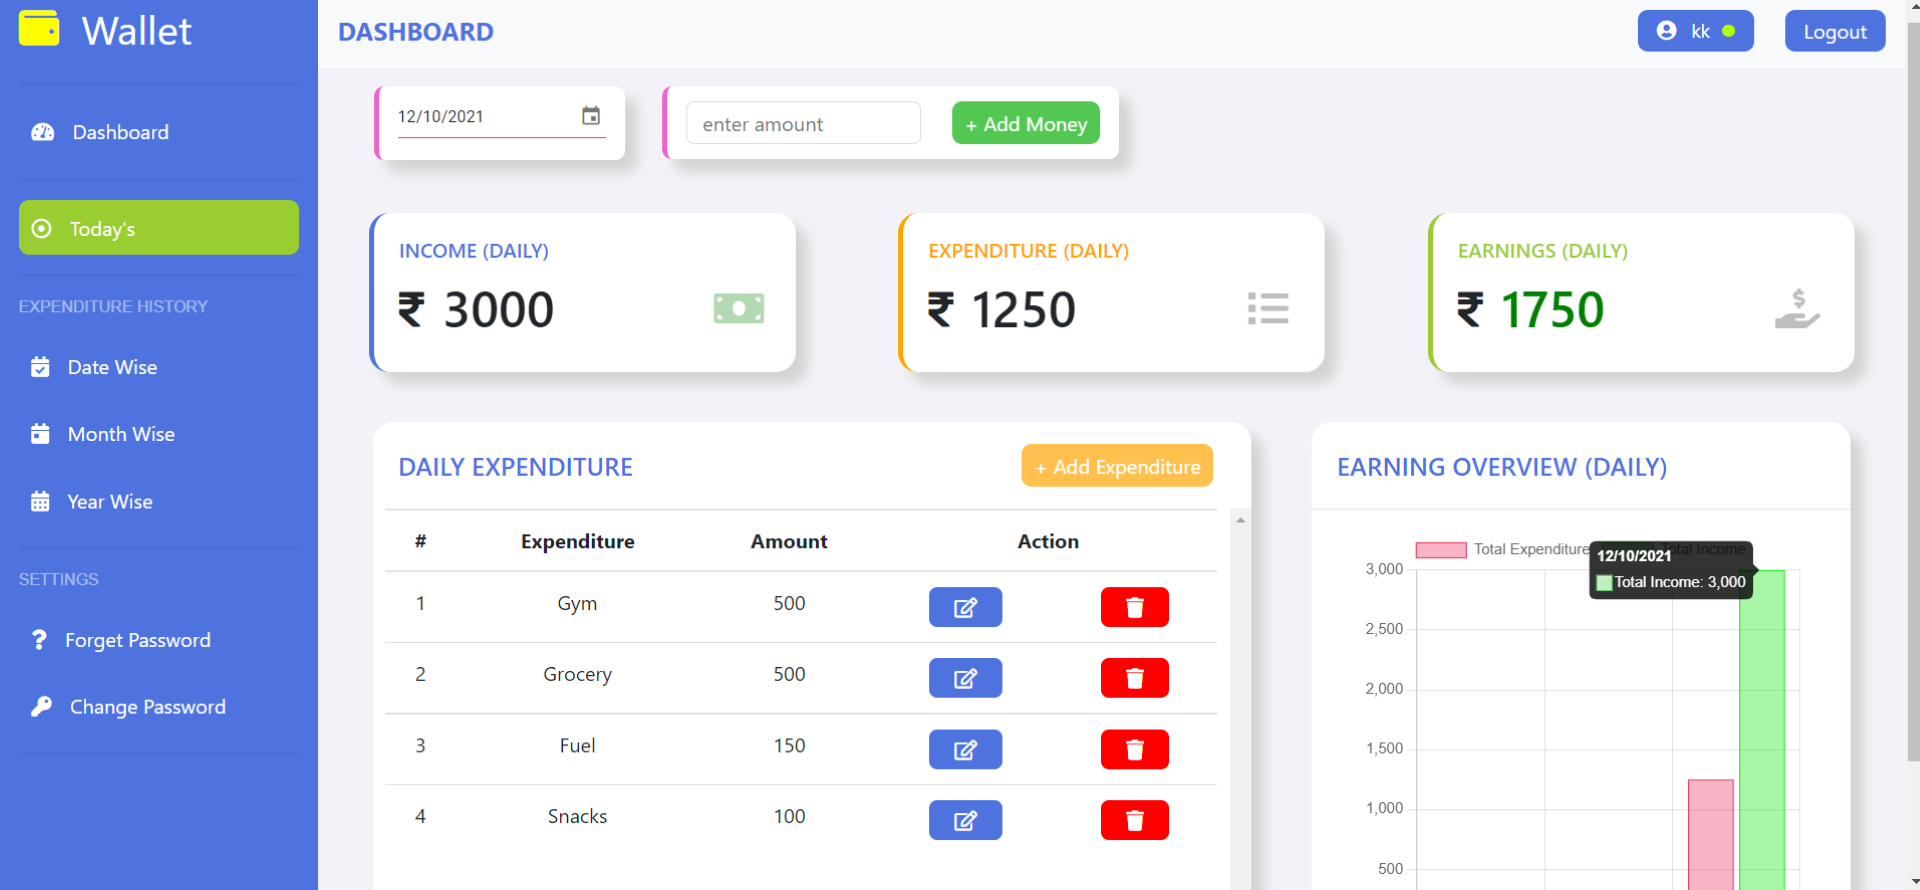 Wallet
DASHBOARD
kk
Logout
Dashboard
Today's
EXPENDITURE HISTORY
Date Wise
Month Wise
Year Wise
SETTINGS
Forget Password
Change Password
12/10/2021
enter amount
+ Add Money
INCOME (DAILY)
₹ 3000
EXPENDITURE (DAILY)
₹ 1250
EARNINGS (DAILY)
₹ 1750
DAILY EXPENDITURE
+ Add Expenditure
# Expenditure Amount Action
1 Gym 500
2 Grocery 500
3 Fuel 150
4 Snacks 100
EARNING OVERVIEW (DAILY)
Total Expenditure Total Income
12/10/2021
Total Income: 3,000
3,000
2,500
2,000
1,500
1,000
500